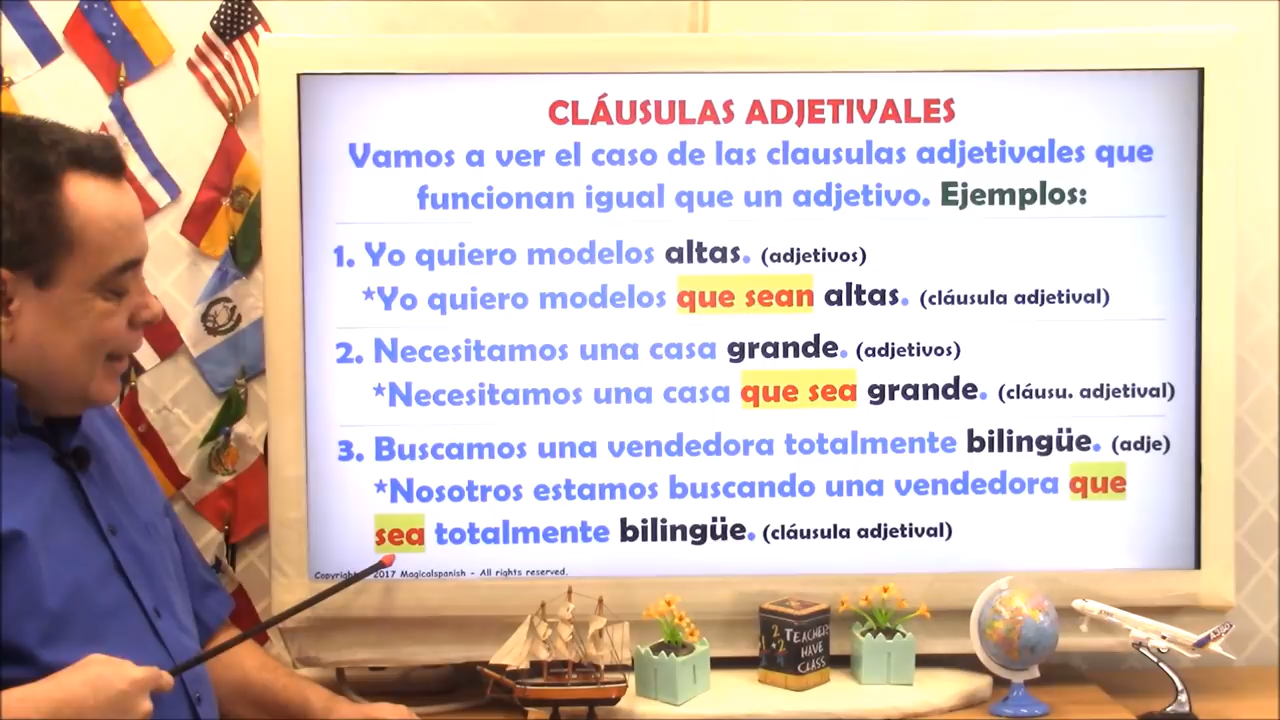 CLÁUSULAS ADJETIVALES
Vamos a ver el caso de las clausulas adjetivales que
funcionan igual que un adjetivo. Ejemplos:
1. Yo quiero modelos altas. (adjetivos)
*Yo quiero modelos que sean altas. (cláusula adjetival)
2. Necesitamos una casa grande. (adjetivos)
*Necesitamos una casa que sea grande. (cláusu. adjetival)
3. Buscamos una vendedora totalmente bilingüe. (adje)
*Nosotros estamos buscando una vendedora que
sea totalmente bilingüe. (cláusula adjetival)
2017 Magicalspanish - All rights reserved.
TEACHERS
HAVE
CLASS
A380